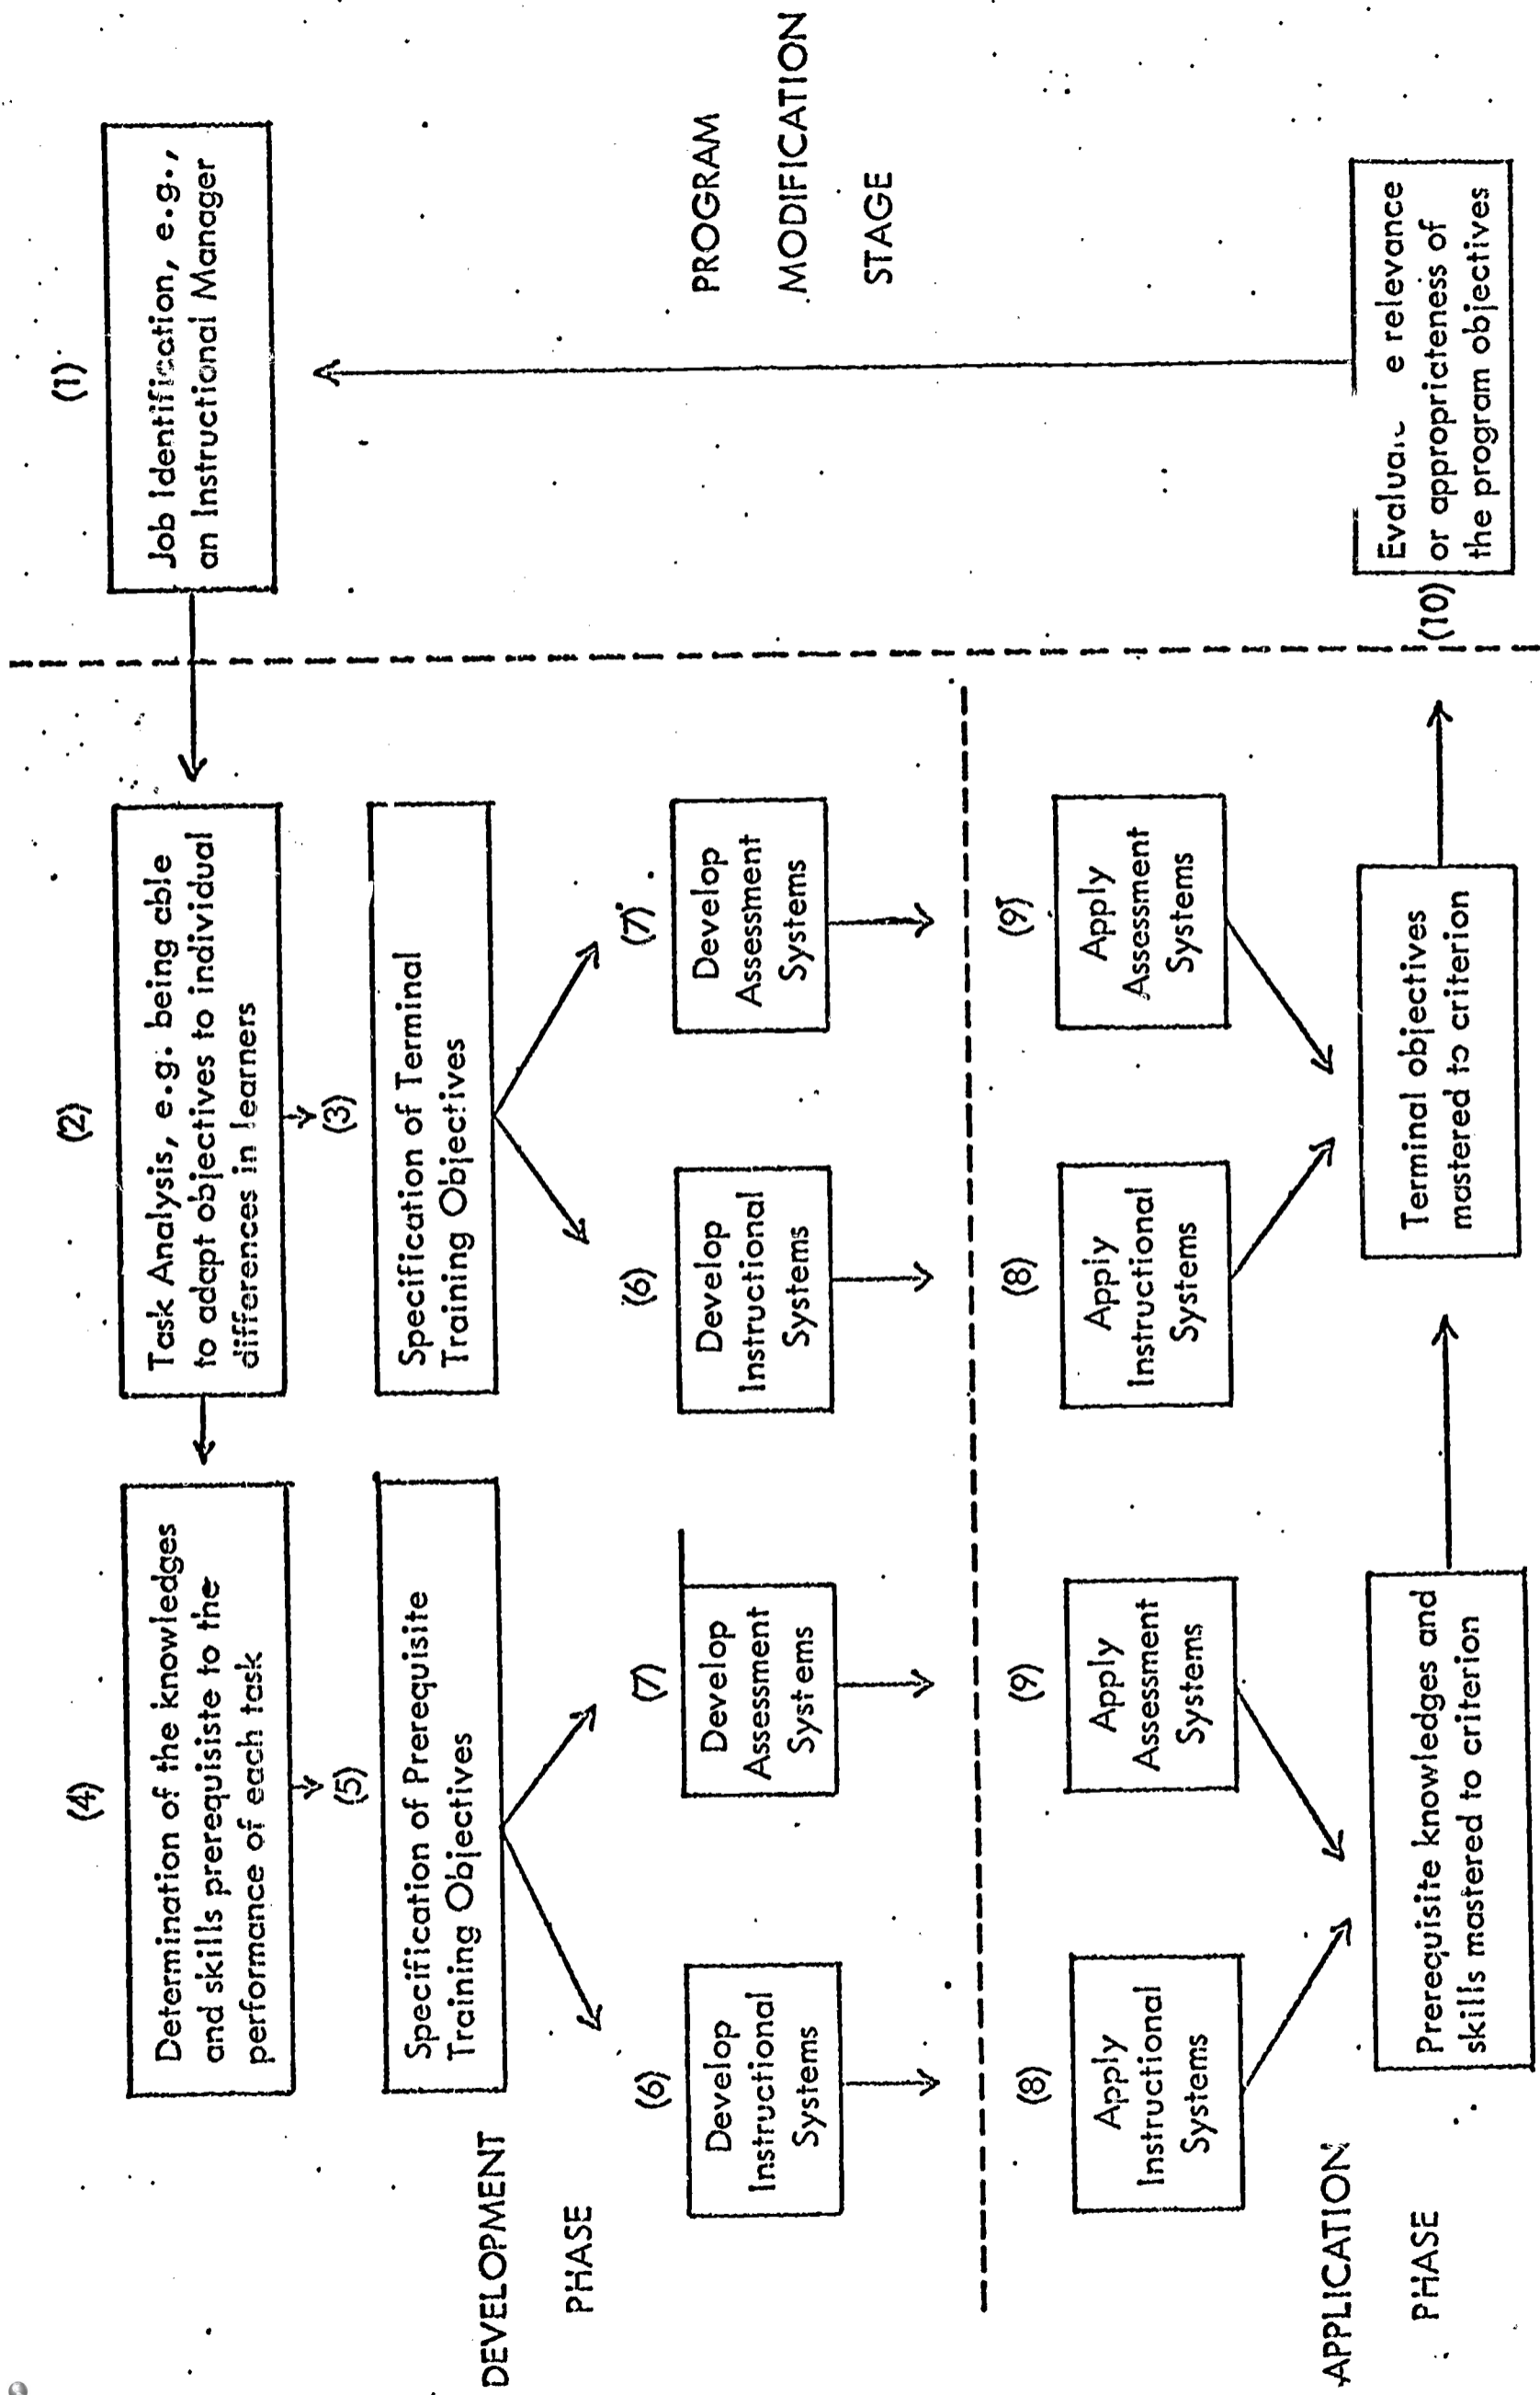 (4)
Determination of the knowledges
and skills prerequisiste to the
performance of each task
(2)
Task Analysis, e.g. being able
to adapt objectives to individual
differences in learners
(1)
Job Identification, e.g.,
an Instructional Manager
(5)
Specification of Prerequisite
Training Objectives
(3)
Specification of Terminal
Training Objectives
DEVELOPMENT
PHASE
(6)
Develop
Instructional
Systems
(7)
Develop
Assessment
Systems
(6)
Develop
Instructional
Systems
(7)
Develop
Assessment
Systems
PROGRAM
MODIFICATION
STAGE
(8)
Apply
Instructional
Systems
(9)
Apply
Assessment
Systems
(8)
Apply
Instructional
Systems
(9)
Apply
Assessment
Systems
APPLICATION
PHASE
Prerequisite knowledges and
skills mastered to criterion
Terminal objectives
mastered to criterion
(10)
relevance
or appropriateness of
the program objectives